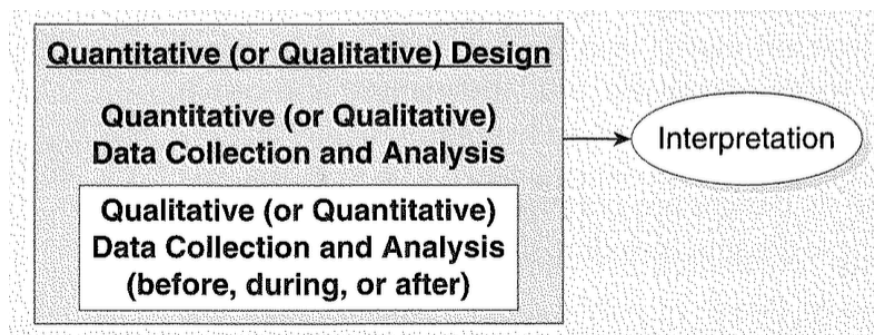 Quantitative (or Qualitative) Design
Quantitative (or Qualitative)
Data Collection and Analysis
Qualitative (or Quantitative)
Data Collection and Analysis
(before, during, or after)
Interpretation